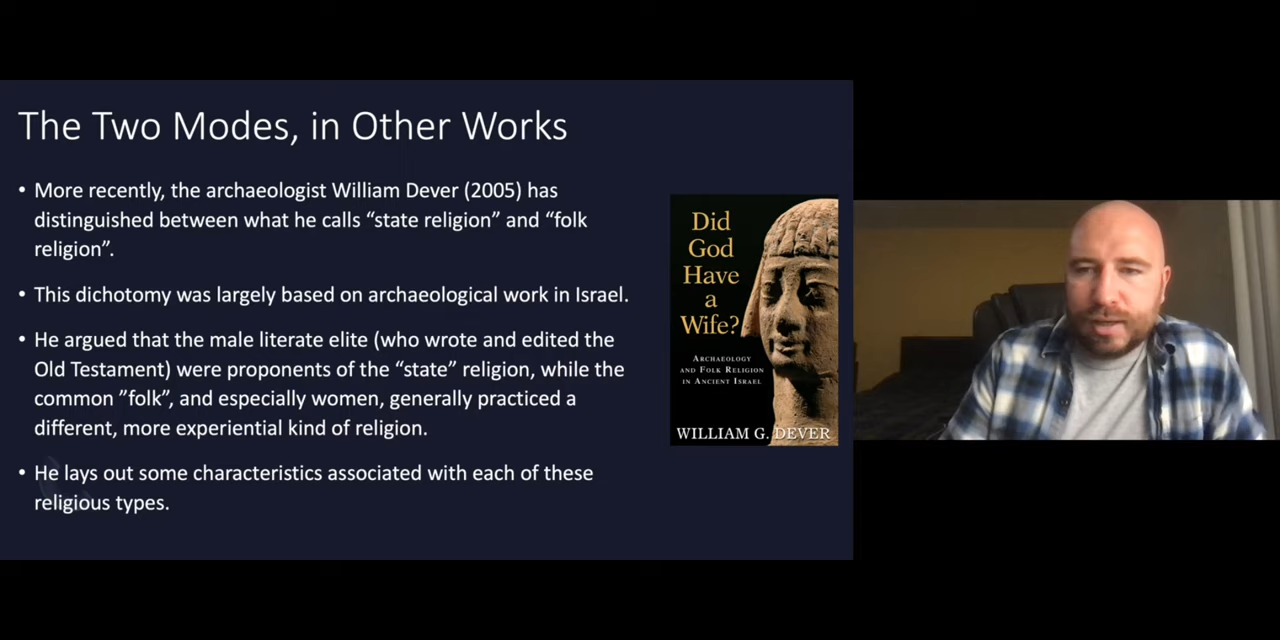 The Two Modes, in Other Works
• More recently, the archaeologist William Dever (2005) has
distinguished between what he calls “state religion” and “folk
religion”.
• This dichotomy was largely based on archaeological work in Israel.
• He argued that the male literate elite (who wrote and edited the
Old Testament) were proponents of the “state” religion, while the
common ”folk”, and especially women, generally practiced a
different, more experiential kind of religion.
• He lays out some characteristics associated with each of these
religious types.
Did
God
Have
a
Wife?
ARCHAEOLOGY
AND FOLK RELIGION
IN ANCIENT ISRAEL
WILLIAM G. DEVER